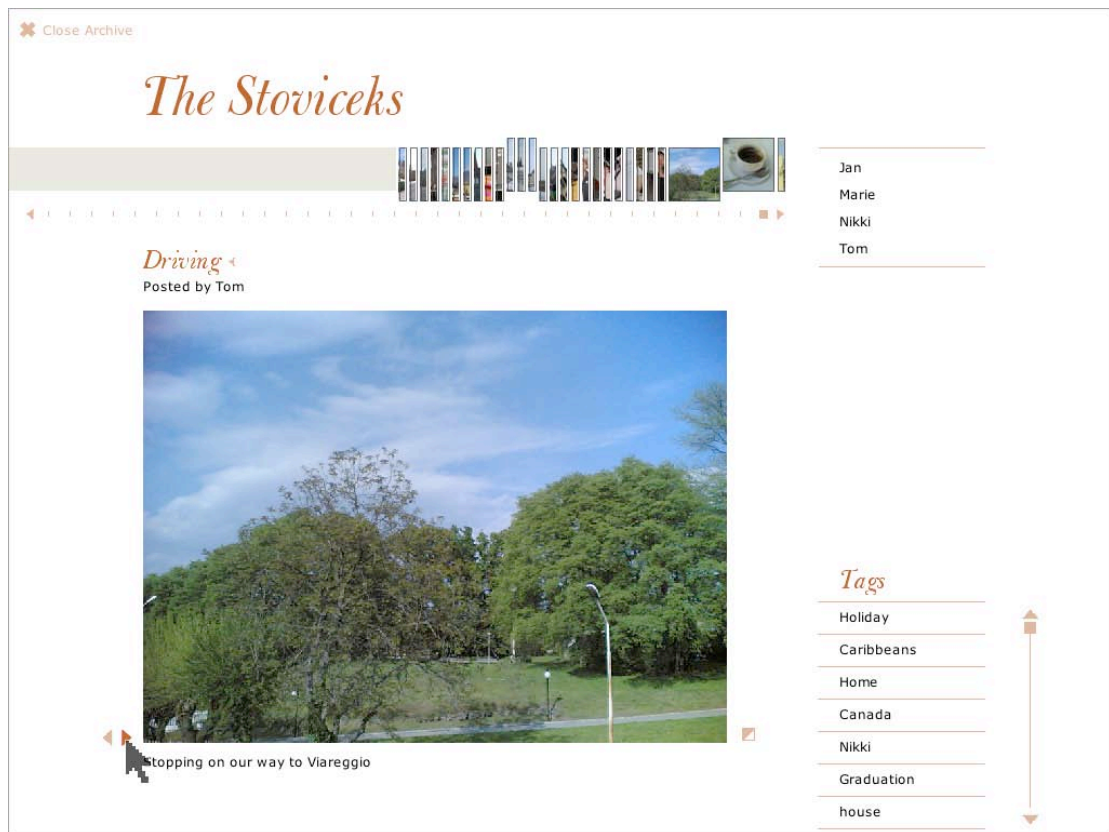 Close Archive
The Stoviceks
Jan
Marie
Nikki
Tom
Driving
Posted by Tom
Stopping on our way to Viareggio
Tags
Holiday
Caribbeans
Home
Canada
Nikki
Graduation
house